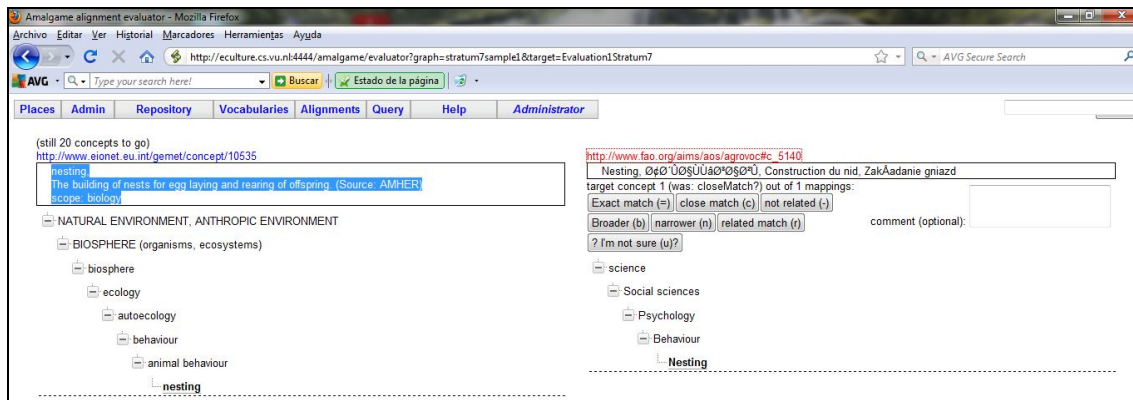 Amalgame alignment evaluator - Mozilla Firefox
Archivo Editar Ver Historial Marcadores Herramientas Ayuda
http://eculture.cs.vu.nl:4444/amalgame/evaluator?graph=stratum7sample1&target=Evaluation1Stratum7
AVG Secure Search
AVG Type your search here! Buscar Estado de la página
Places Admin Repository Vocabularies Alignments Query Help Administrator
(still 20 concepts to go)
http://www.eionet.eu.int/gemet/concept/10535
nesting,
The building of nests for egg laying and rearing of offspring. (Source: AMHER)
scope: biology
NATURAL ENVIRONMENT, ANTHROPIC ENVIRONMENT
BIOSPHERE (organisms, ecosystems)
biosphere
ecology
autoecology
behaviour
animal behaviour
nesting
http://www.fao.org/aims/aos/agrovoc#c_5140
Nesting, Construction du nid, ZakÅadanie gniazd
target concept 1 (was: closeMatch?) out of 1 mappings:
Exact match (=) close match (c) not related (-)
Broader (b) narrower (n) related match (r)
comment (optional):
? I'm not sure (u)?
science
Social sciences
Psychology
Behaviour
Nesting